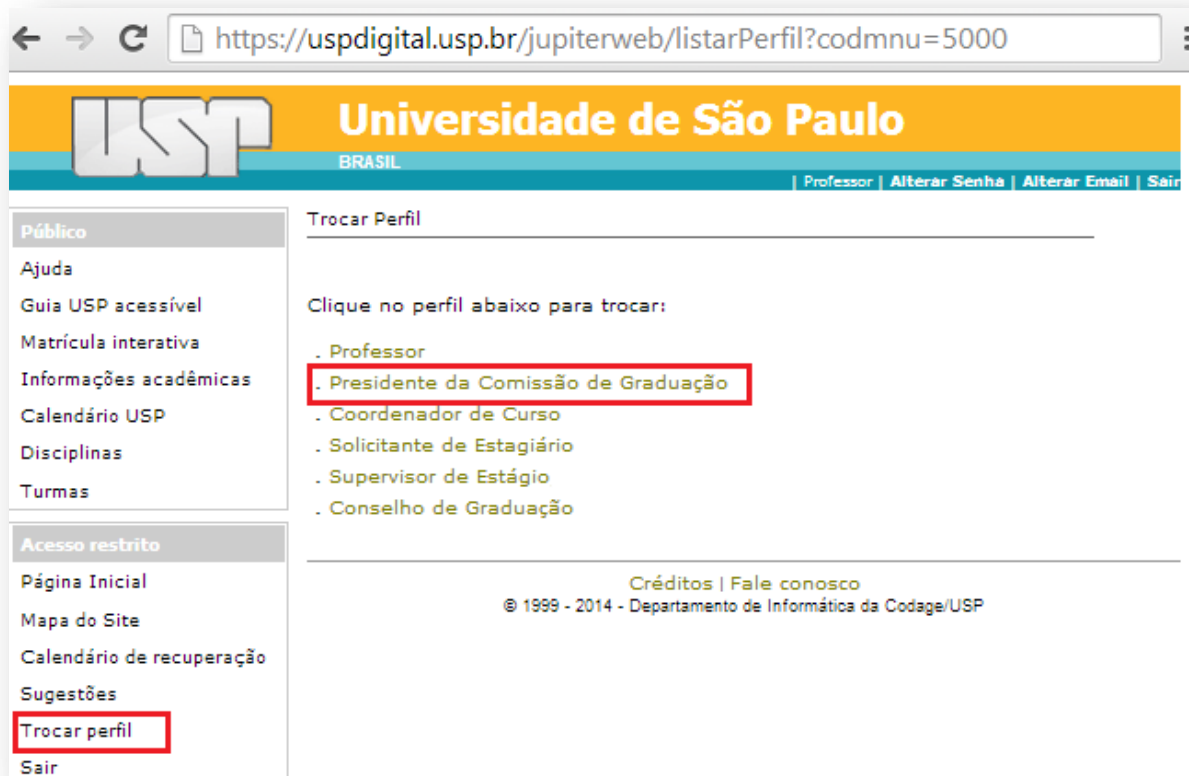 https://uspdigital.usp.br/jupiterweb/listarPerfil?codmnu=5000
USP
Universidade de São Paulo
BRASIL
| Professor | Alterar Senha | Alterar Email | Sair
Público
Ajuda
Guia USP acessível
Matrícula interativa
Informações acadêmicas
Calendário USP
Disciplinas
Turmas
Acesso restrito
Página Inicial
Mapa do Site
Calendário de recuperação
Sugestões
Trocar perfil
Sair
Trocar Perfil
Clique no perfil abaixo para trocar:
. Professor
. Presidente da Comissão de Graduação
. Coordenador de Curso
. Solicitante de Estagiário
. Supervisor de Estágio
. Conselho de Graduação
Créditos | Fale conosco
© 1999 - 2014 - Departamento de Informática da Codage/USP